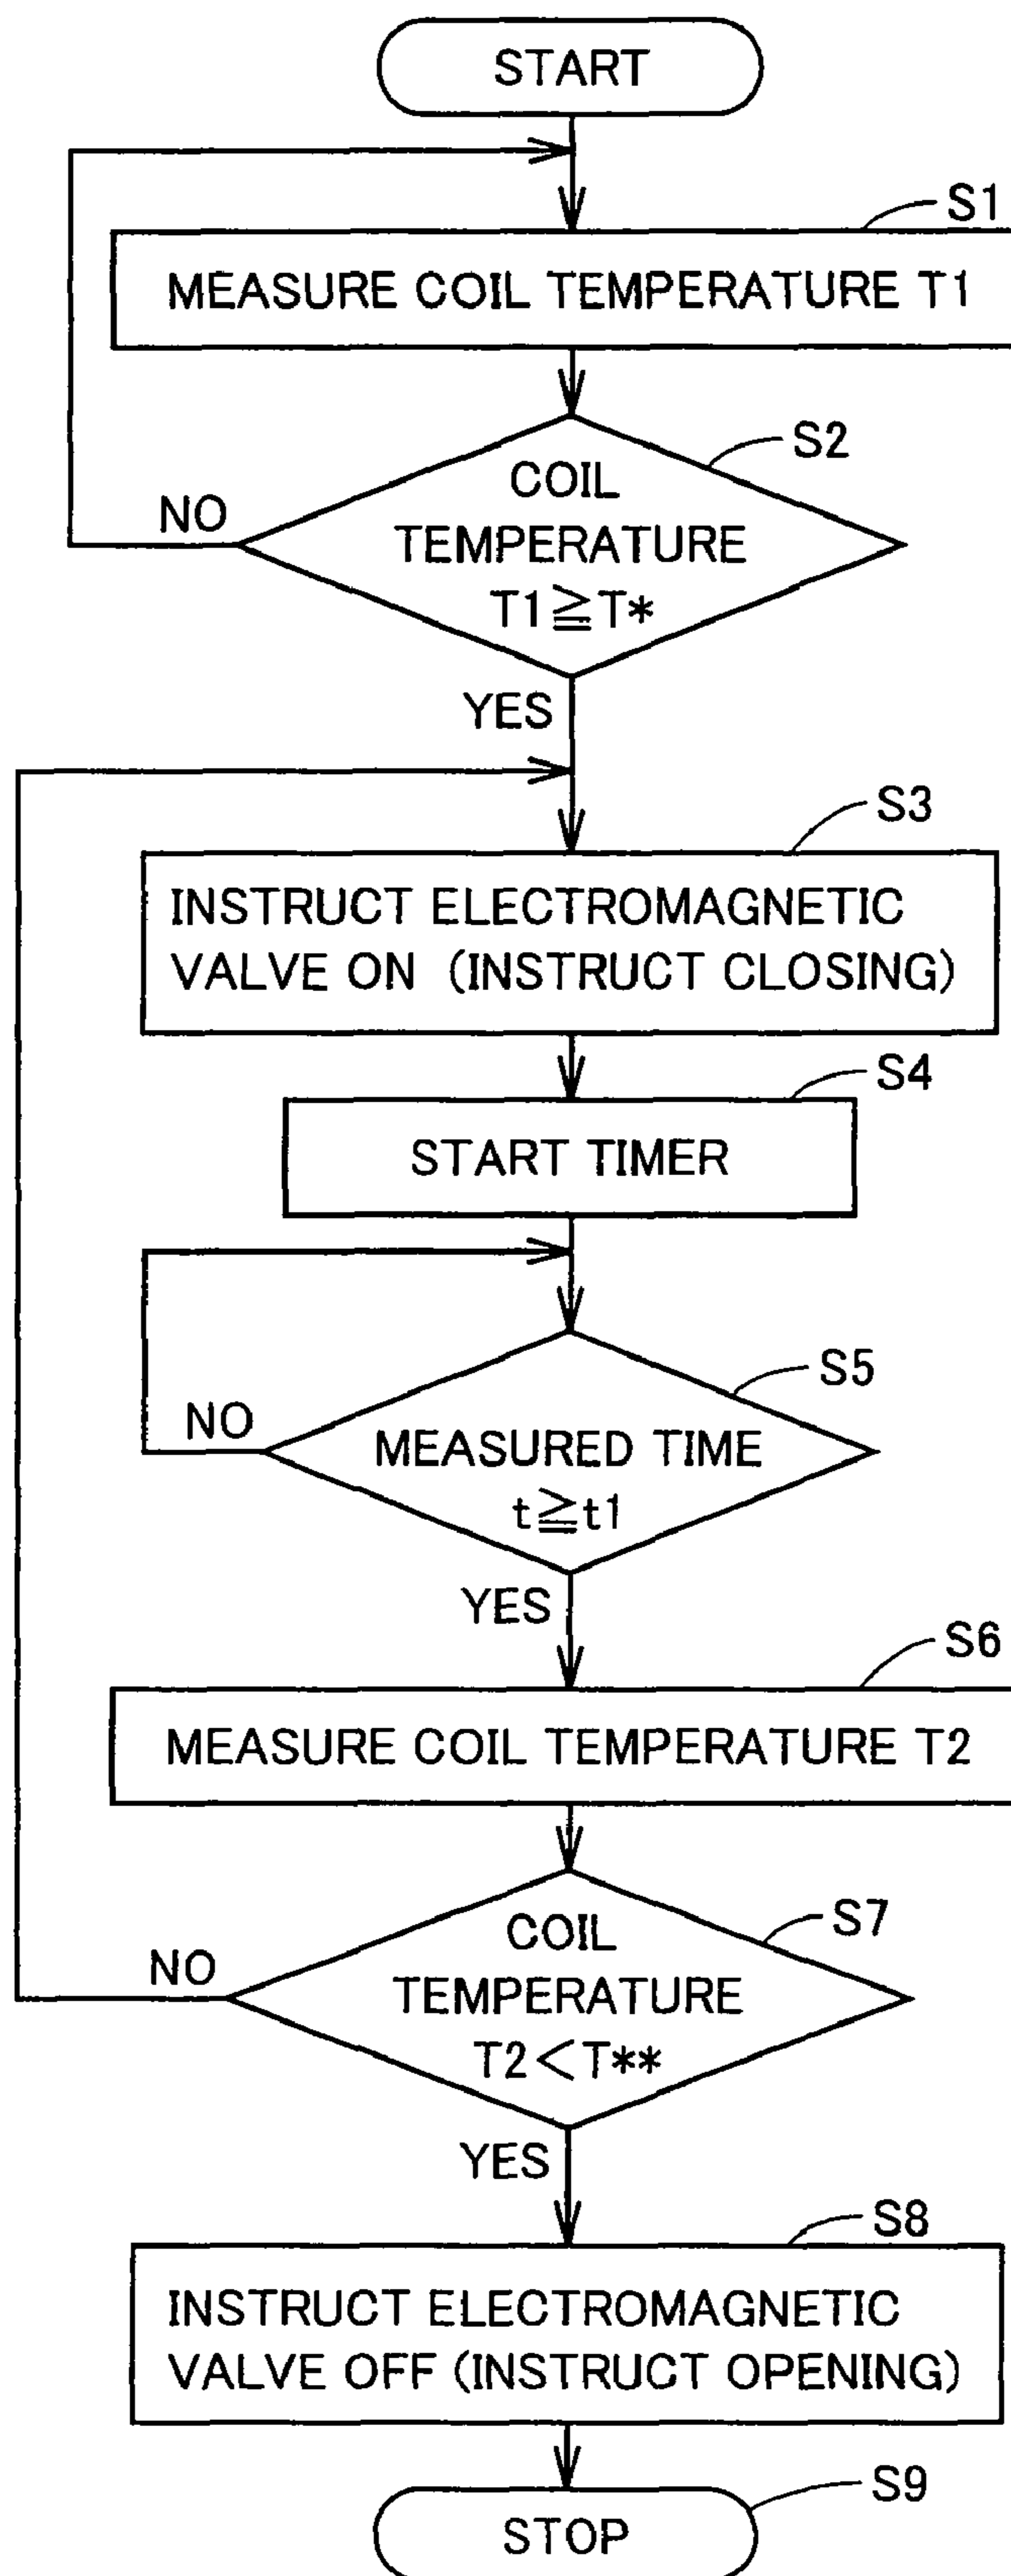 START
S1
MEASURE COIL TEMPERATURE T1
S2
COIL
TEMPERATURE
T1≧T*
NO
YES
S3
INSTRUCT ELECTROMAGNETIC
VALVE ON (INSTRUCT CLOSING)
S4
START TIMER
S5
NO
MEASURED TIME
t≧t1
YES
S6
MEASURE COIL TEMPERATURE T2
S7
COIL
NO
TEMPERATURE
T2<T**
YES
S8
INSTRUCT ELECTROMAGNETIC
VALVE OFF (INSTRUCT OPENING)
S9
STOP